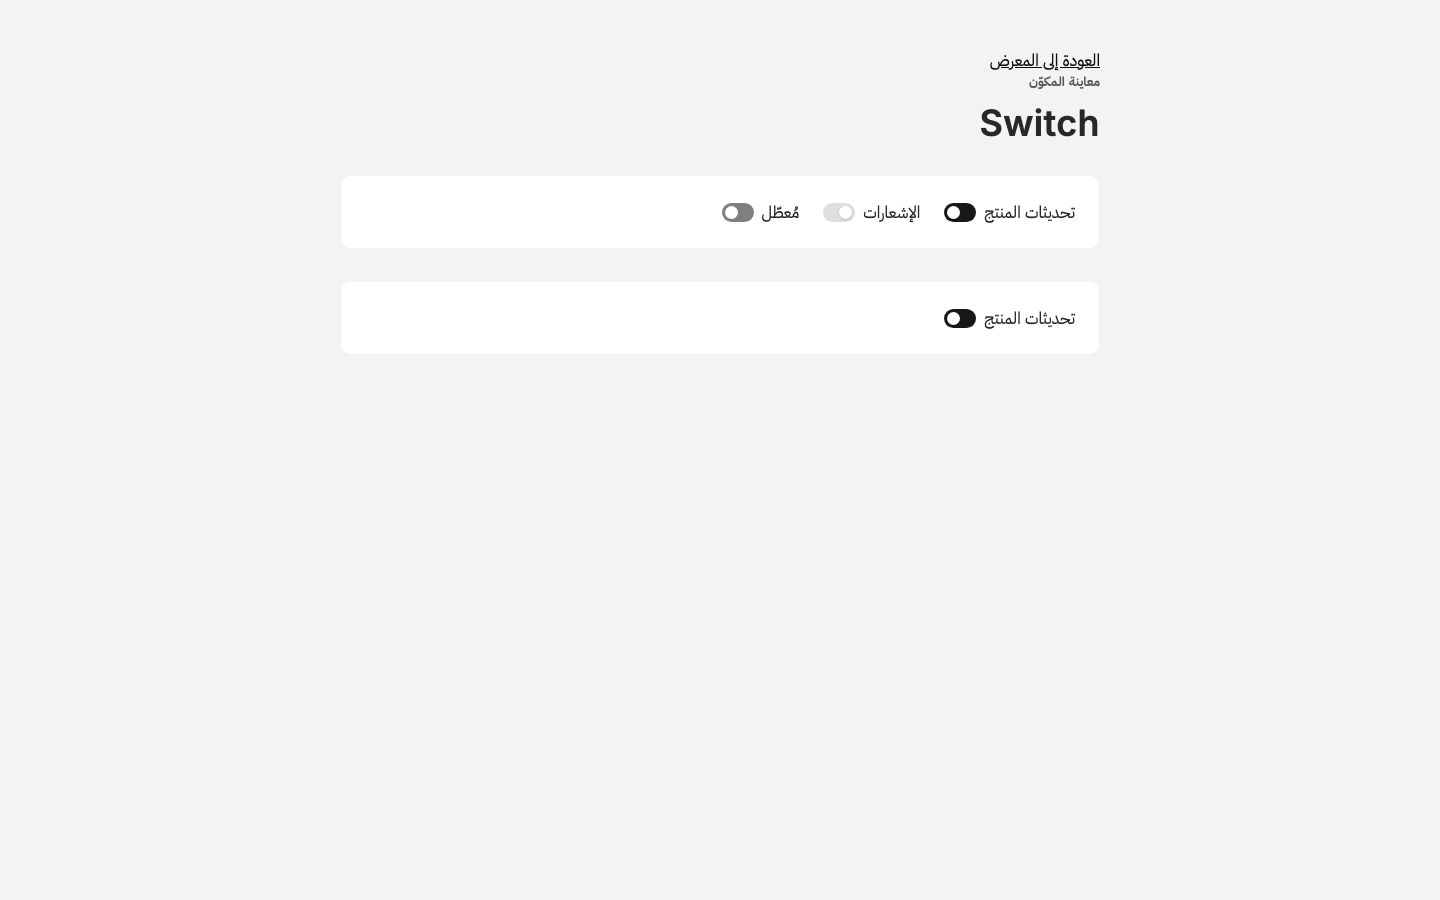 العودة إلى المعرض
معاينة المكوّن
Switch
تحديثات المنتج الإشعارات مُعطّل
تحديثات المنتج